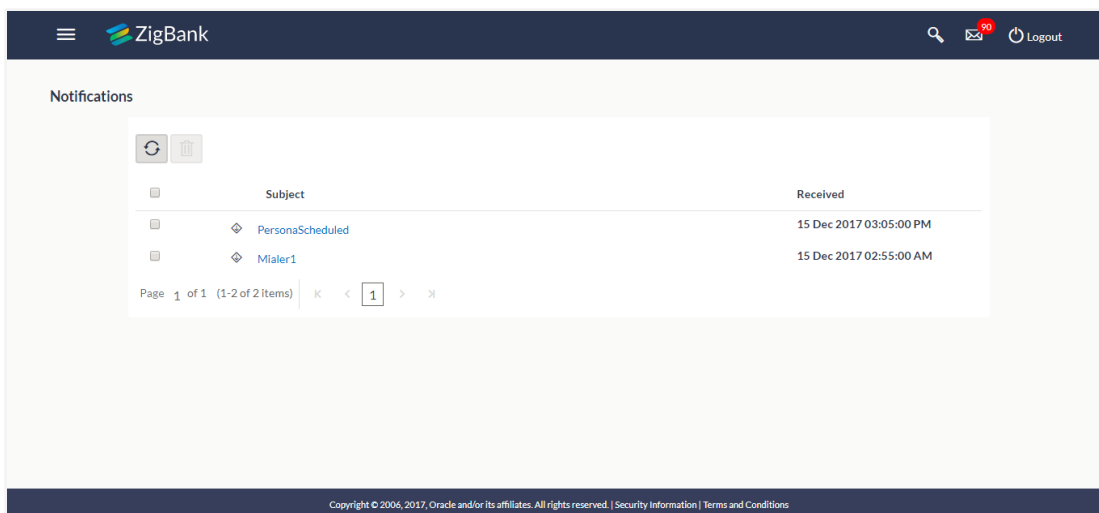 ZigBank
90
Logout
Notifications
Subject Received
PersonaScheduled 15 Dec 2017 03:05:00 PM
Mialer1 15 Dec 2017 02:55:00 AM
Page 1 of 1 (1-2 of 2 items) K < 1 > >|
Copyright © 2006, 2017, Oracle and/or its affiliates. All rights reserved. | Security Information | Terms and Conditions